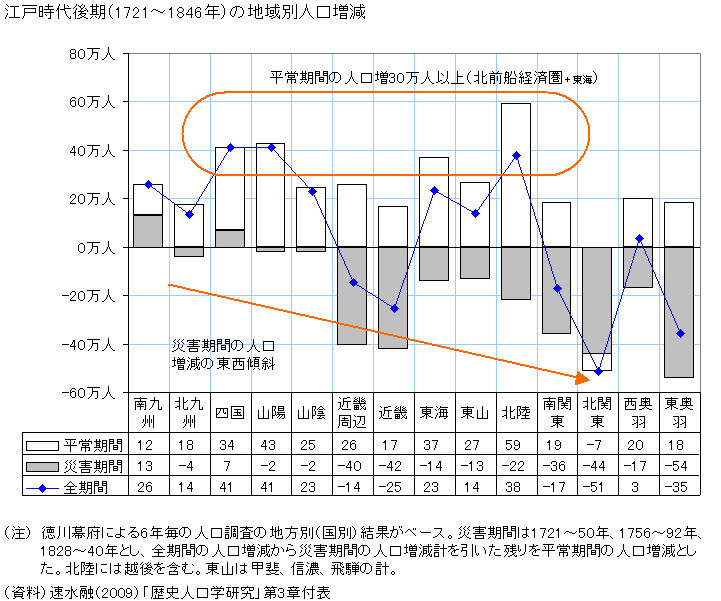 江戸時代後期(1721～1846年)の地域別人口増減
80万人
60万人
40万人
20万人
0万人
-20万人
-40万人
-60万人
平常期間の人口増30万人以上(北前船経済圏+東海)
災害期間の人口
増減の東西傾斜
南九州 北九州 四国 山陽 山陰 近畿周辺 近畿 東海 東山 北陸 南関東 北関東 西奥羽 東奥羽
平常期間 12 18 34 43 25 26 17 37 27 59 19 -7 20 18
災害期間 13 -4 7 -2 -2 -40 -42 -14 -13 -22 -36 -44 -17 -54
全期間 26 14 41 41 23 -14 -25 23 14 38 -17 -51 3 -35
(注) 徳川幕府による6年毎の人口調査の地方別(国別)結果がベース。災害期間は1721～50年、1756～92年、
1828～40年とし、全期間の人口増減から災害期間の人口増減計を引いた残りを平常期間の人口増減とし
た。北陸には越後を含む。東山は甲斐、信濃、飛騨の計。
(資料)速水融(2009)「歴史人口学研究」第3章付表